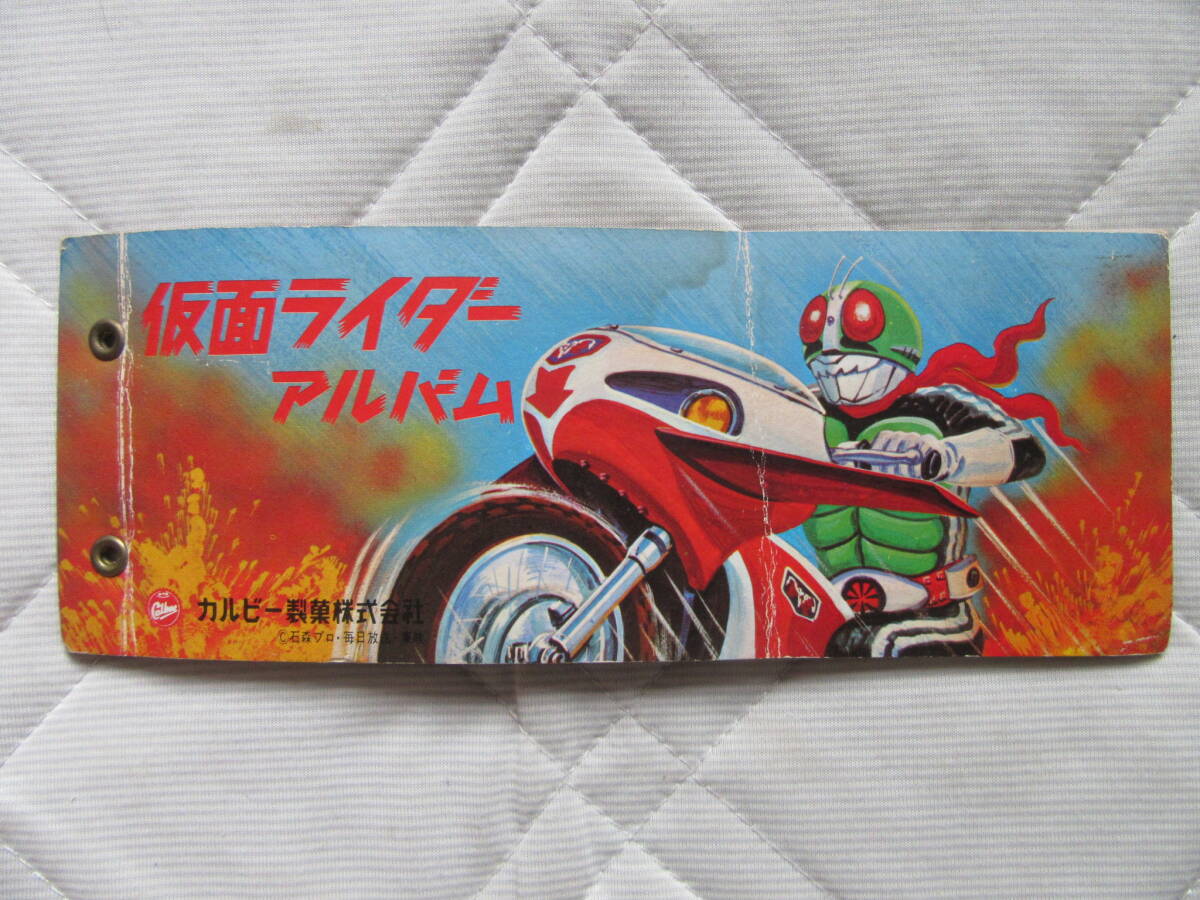 仮面ライダー
アルバム
Calbee
カルビー製菓株式会社
©石森プロ・毎日放送・東映